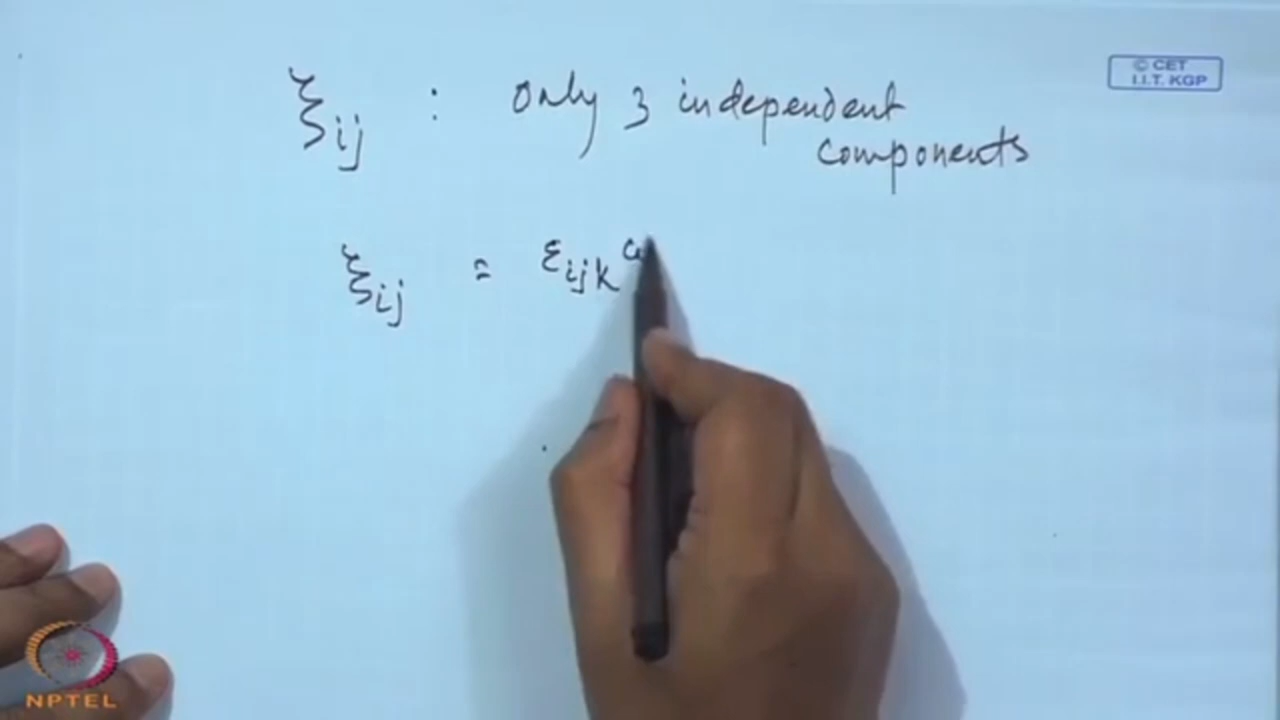 © CET
I.I.T. KGP
ξij : only 3 independent
components
ξij = εijk ω
NPTEL